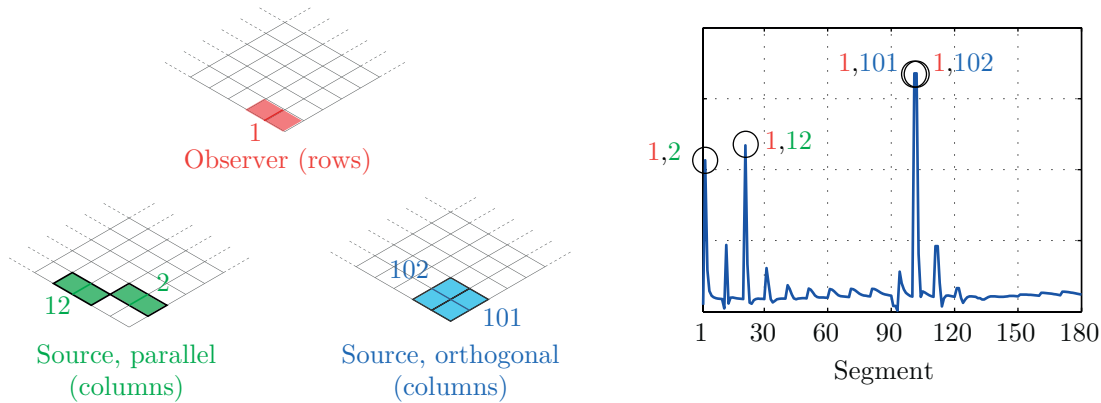 1
Observer (rows)
12
2
Source, parallel
(columns)
102
101
Source, orthogonal
(columns)
1,101
1,102
1,2
1,12
1 30 60 90 120 150 180
Segment